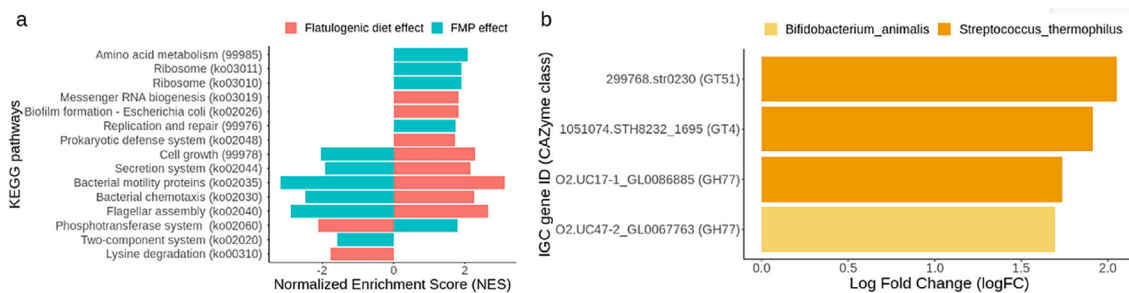 a
Flatulogenic diet effect
FMP effect
KEGG pathways
Amino acid metabolism (99985)
Ribosome (ko03011)
Ribosome (ko03010)
Messenger RNA biogenesis (ko03019)
Biofilm formation - Escherichia coli (ko02026)
Replication and repair (99976)
Prokaryotic defense system (ko02048)
Cell growth (99978)
Secretion system (ko02044)
Bacterial motility proteins (ko02035)
Bacterial chemotaxis (ko02030)
Flagellar assembly (ko02040)
Phosphotransferase system (ko02060)
Two-component system (ko02020)
Lysine degradation (ko00310)
-2 0 2
Normalized Enrichment Score (NES)
b
Bifidobacterium_animalis
Streptococcus_thermophilus
IGC gene ID (CAZyme class)
299768.str0230 (GT51)
1051074.STH8232_1695 (GT4)
O2.UC17-1_GL0086885 (GH77)
O2.UC47-2_GL0067763 (GH77)
0.0 0.5 1.0 1.5 2.0
Log Fold Change (logFC)